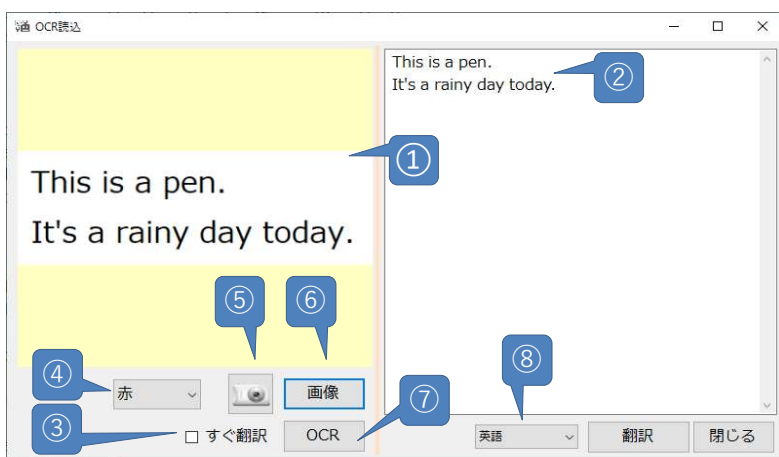 OCR読込
This is a pen.
It's a rainy day today.
②
①
This is a pen.
It's a rainy day today.
⑤
⑥
④
赤
画像
⑦
⑧
③
すぐ翻訳
OCR
英語
翻訳
閉じる